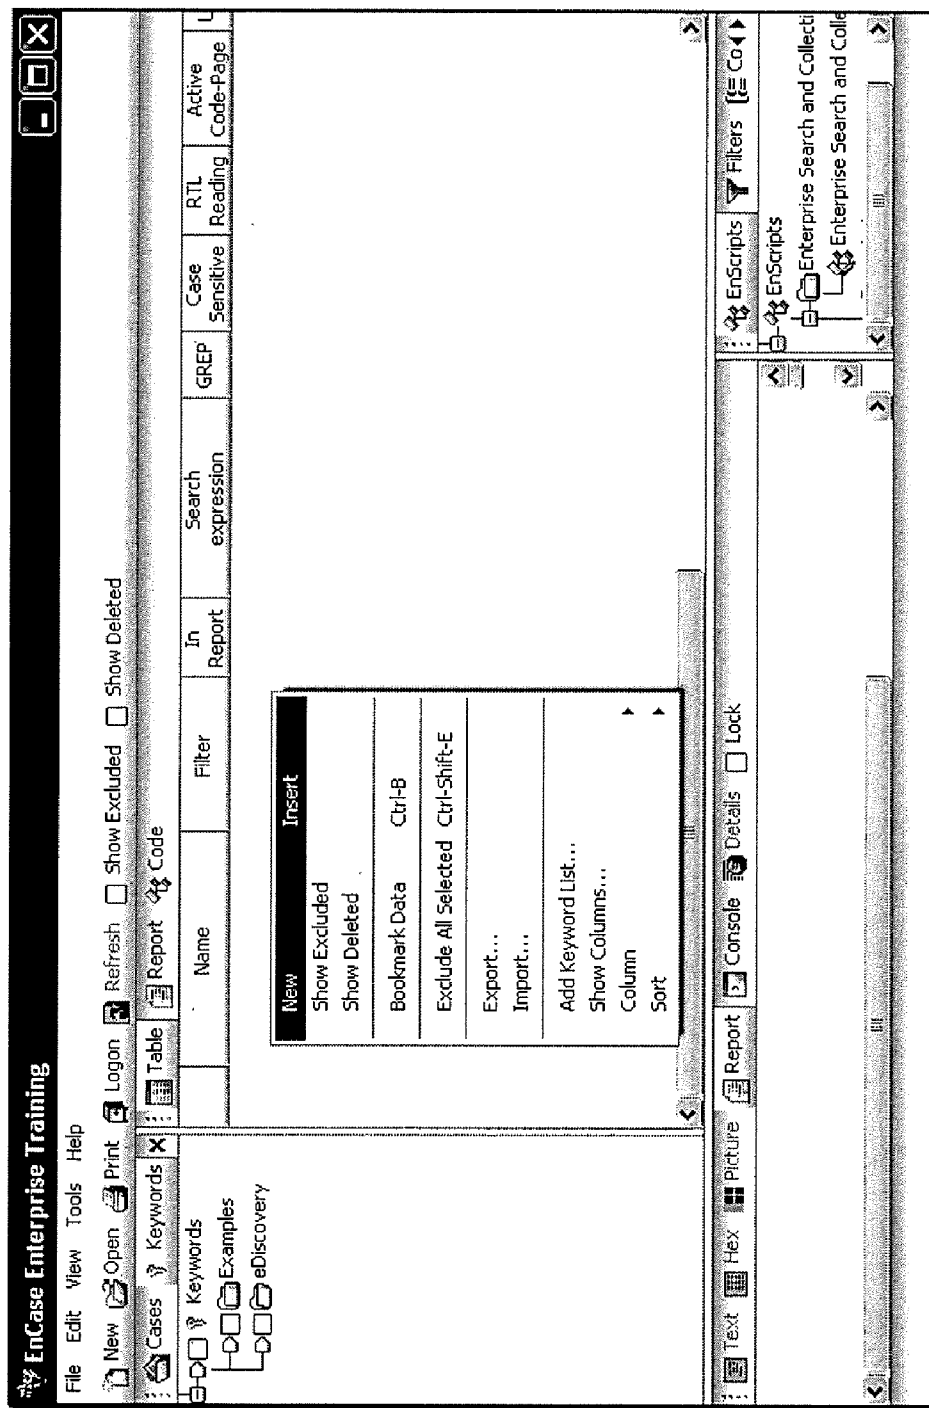 EnCase Enterprise Training
File Edit View Tools Help
New Open Print Logon Refresh Show Excluded Show Deleted
Cases Keywords
Table Report Code
Keywords
Examples
eDiscovery
Name
Filter
In Report
Search expression
GREP
Case Sensitive
RTL Reading
Active Code-Page
New Insert
Show Excluded
Show Deleted
Bookmark Data Ctrl-B
Exclude All Selected Ctrl-Shift-E
Export...
Import...
Add Keyword List...
Show Columns...
Column
Sort
Text Hex Picture Report Console Details Lock
EnScripts Filters Co
EnScripts
Enterprise Search and Collecti
Enterprise Search and Colle